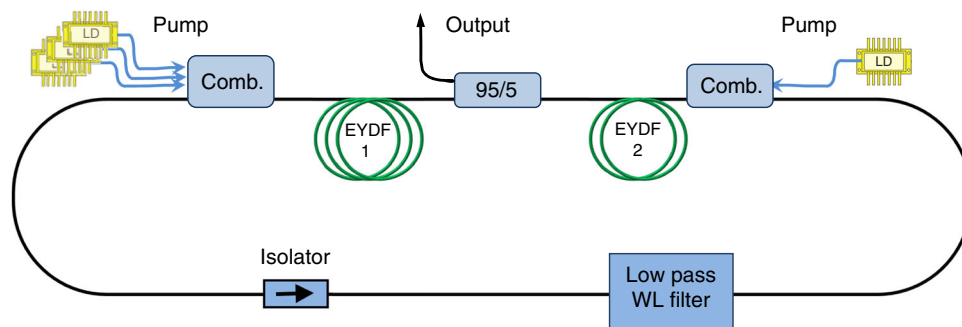 Pump
Output
Pump
LD
LD
Comb.
95/5
Comb.
EYDF
1
EYDF
2
Isolator
Low pass
WL filter